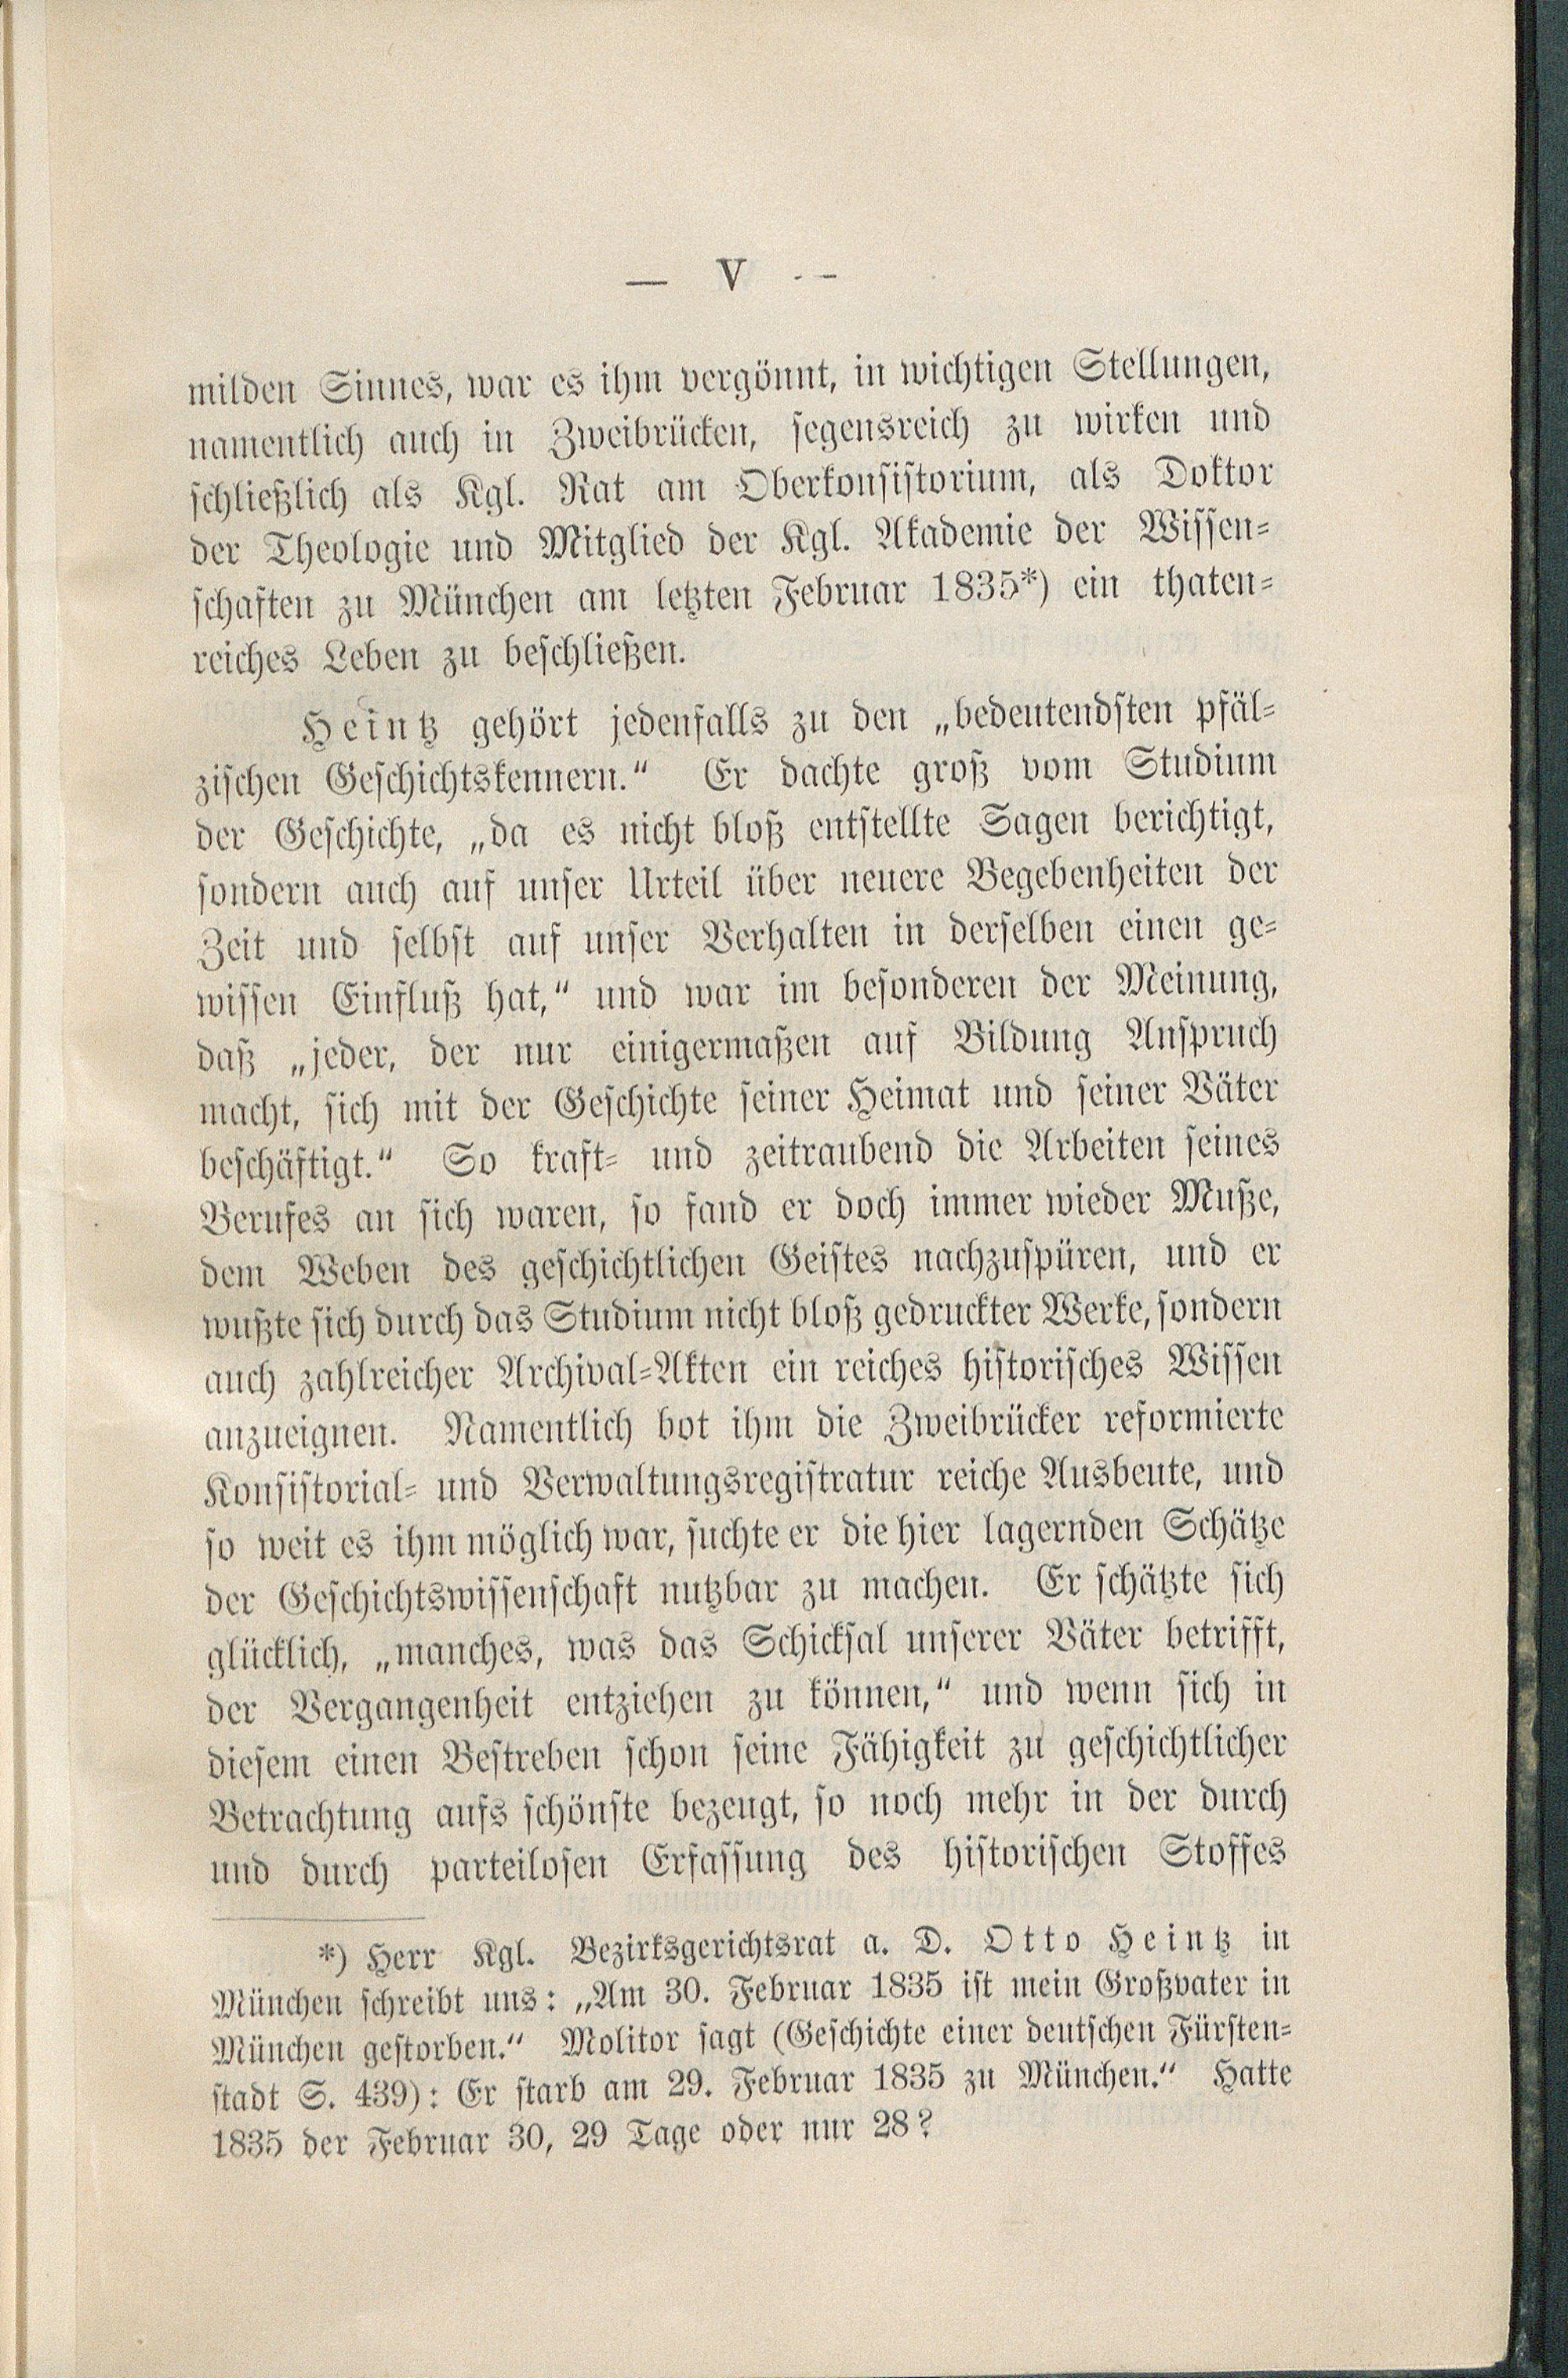 — V —
milden Sinnes, war es ihm vergönnt, in wichtigen Stellungen,
namentlich auch in Zweibrücken, segensreich zu wirken und
schließlich als Kgl. Rat am Oberkonsistorium, als Doktor
der Theologie und Mitglied der Kgl. Akademie der Wissen-
schaften zu München am letzten Februar 1835*) ein thaten-
reiches Leben zu beschließen.
Heintz gehört jedenfalls zu den „bedeutendsten pfäl-
zischen Geschichtskennern.“ Er dachte groß vom Studium
der Geschichte, „da es nicht bloß entstellte Sagen berichtigt,
sondern auch auf unser Urteil über neuere Begebenheiten der
Zeit und selbst auf unser Verhalten in derselben einen ge-
wissen Einfluß hat,“ und war im besonderen der Meinung,
daß „jeder, der nur einigermaßen auf Bildung Anspruch
macht, sich mit der Geschichte seiner Heimat und seiner Väter
beschäftigt.“ So kraft- und zeitraubend die Arbeiten seines
Berufes an sich waren, so fand er doch immer wieder Muße,
dem Weben des geschichtlichen Geistes nachzuspüren, und er
wußte sich durch das Studium nicht bloß gedruckter Werke, sondern
auch zahlreicher Archival-Akten ein reiches historisches Wissen
anzueignen. Namentlich bot ihm die Zweibrücker reformierte
Konsistorial- und Verwaltungsregistratur reiche Ausbeute, und
so weit es ihm möglich war, suchte er die hier lagernden Schätze
der Geschichtswissenschaft nutzbar zu machen. Er schätzte sich
glücklich, „manches, was das Schicksal unserer Väter betrifft,
der Vergangenheit entziehen zu können,“ und wenn sich in
diesem einen Bestreben schon seine Fähigkeit zu geschichtlicher
Betrachtung aufs schönste bezeugt, so noch mehr in der durch
und durch parteilosen Erfassung des historischen Stoffes
*) Herr Kgl. Bezirksgerichtsrat a. D. Otto Heintz in
München schreibt uns: „Am 30. Februar 1835 ist mein Großvater in
München gestorben.“ Molitor sagt (Geschichte einer deutschen Fürsten-
stadt S. 439): Er starb am 29. Februar 1835 zu München.“ Hatte
1835 der Februar 30, 29 Tage oder nur 28?